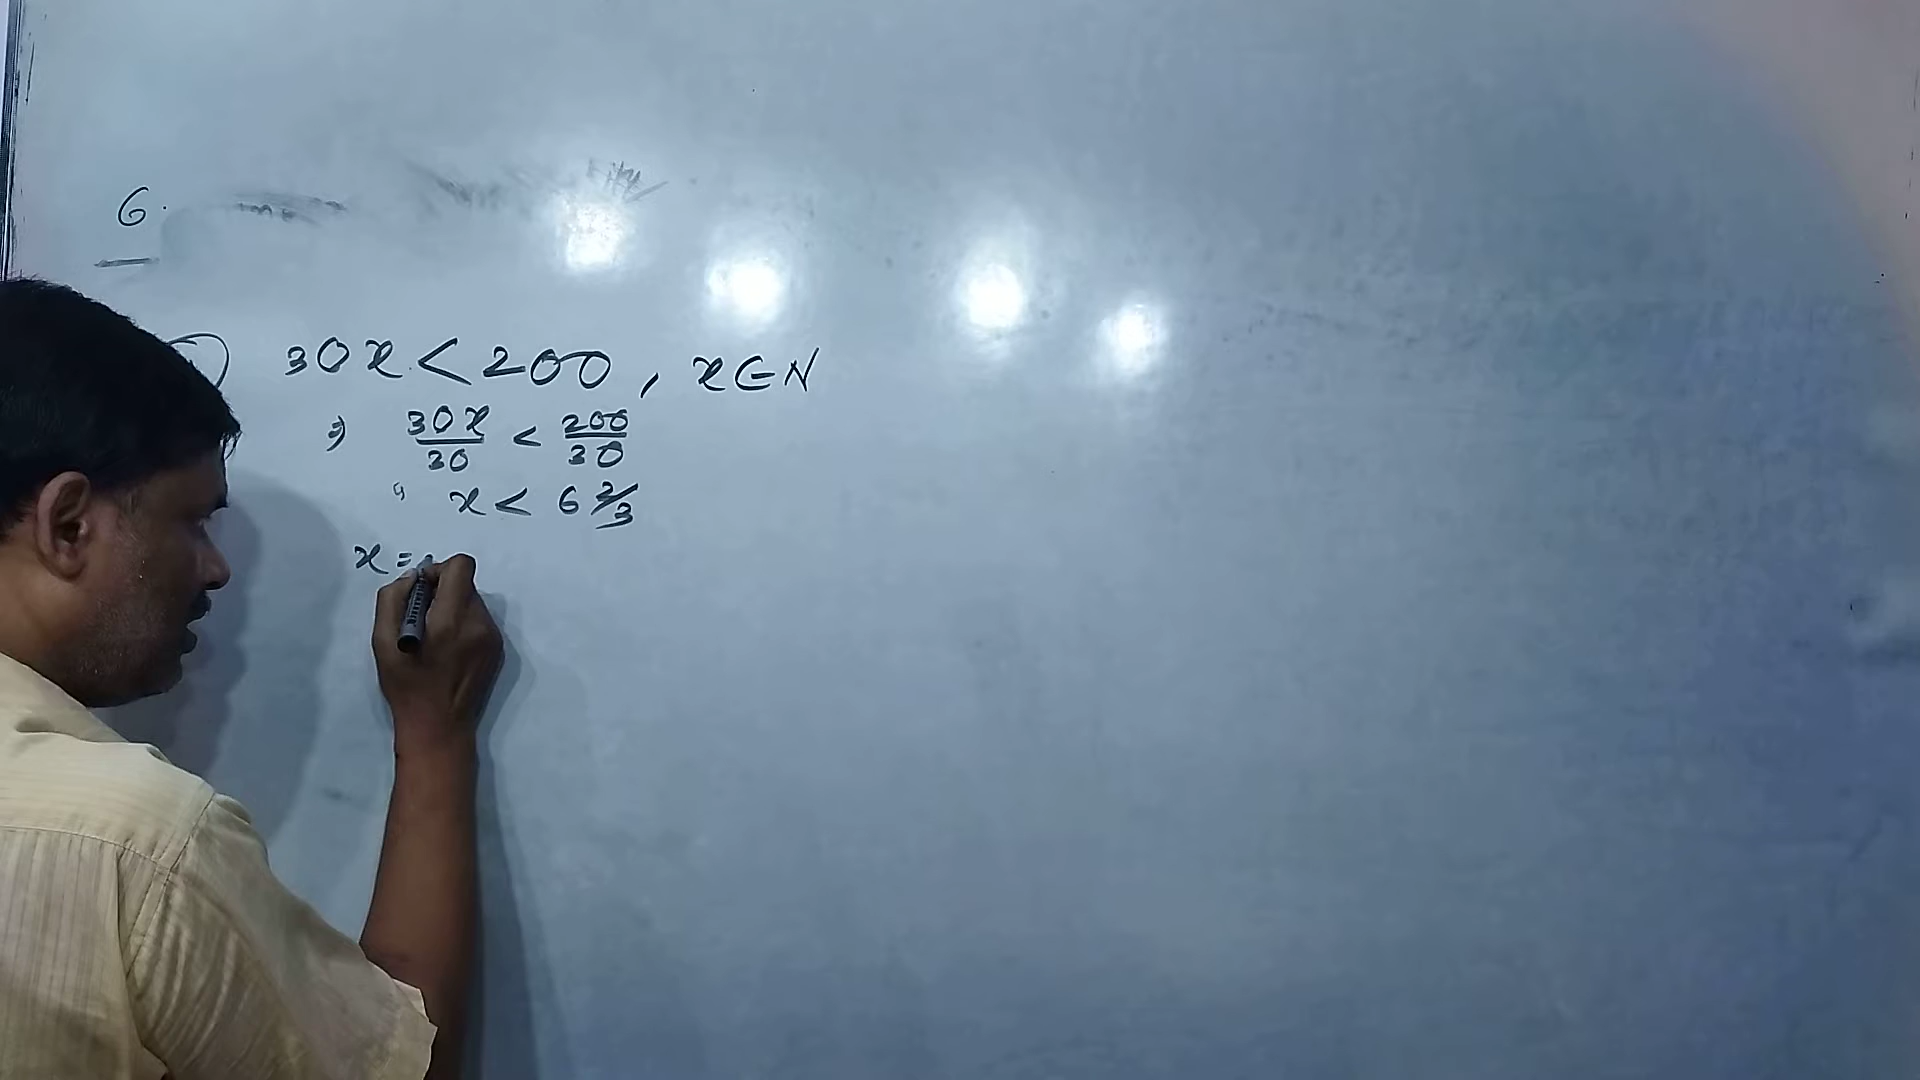 6.
30x < 200, x ∈ N
⇒ 30x/30 < 200/30
x < 6 2/3
x =